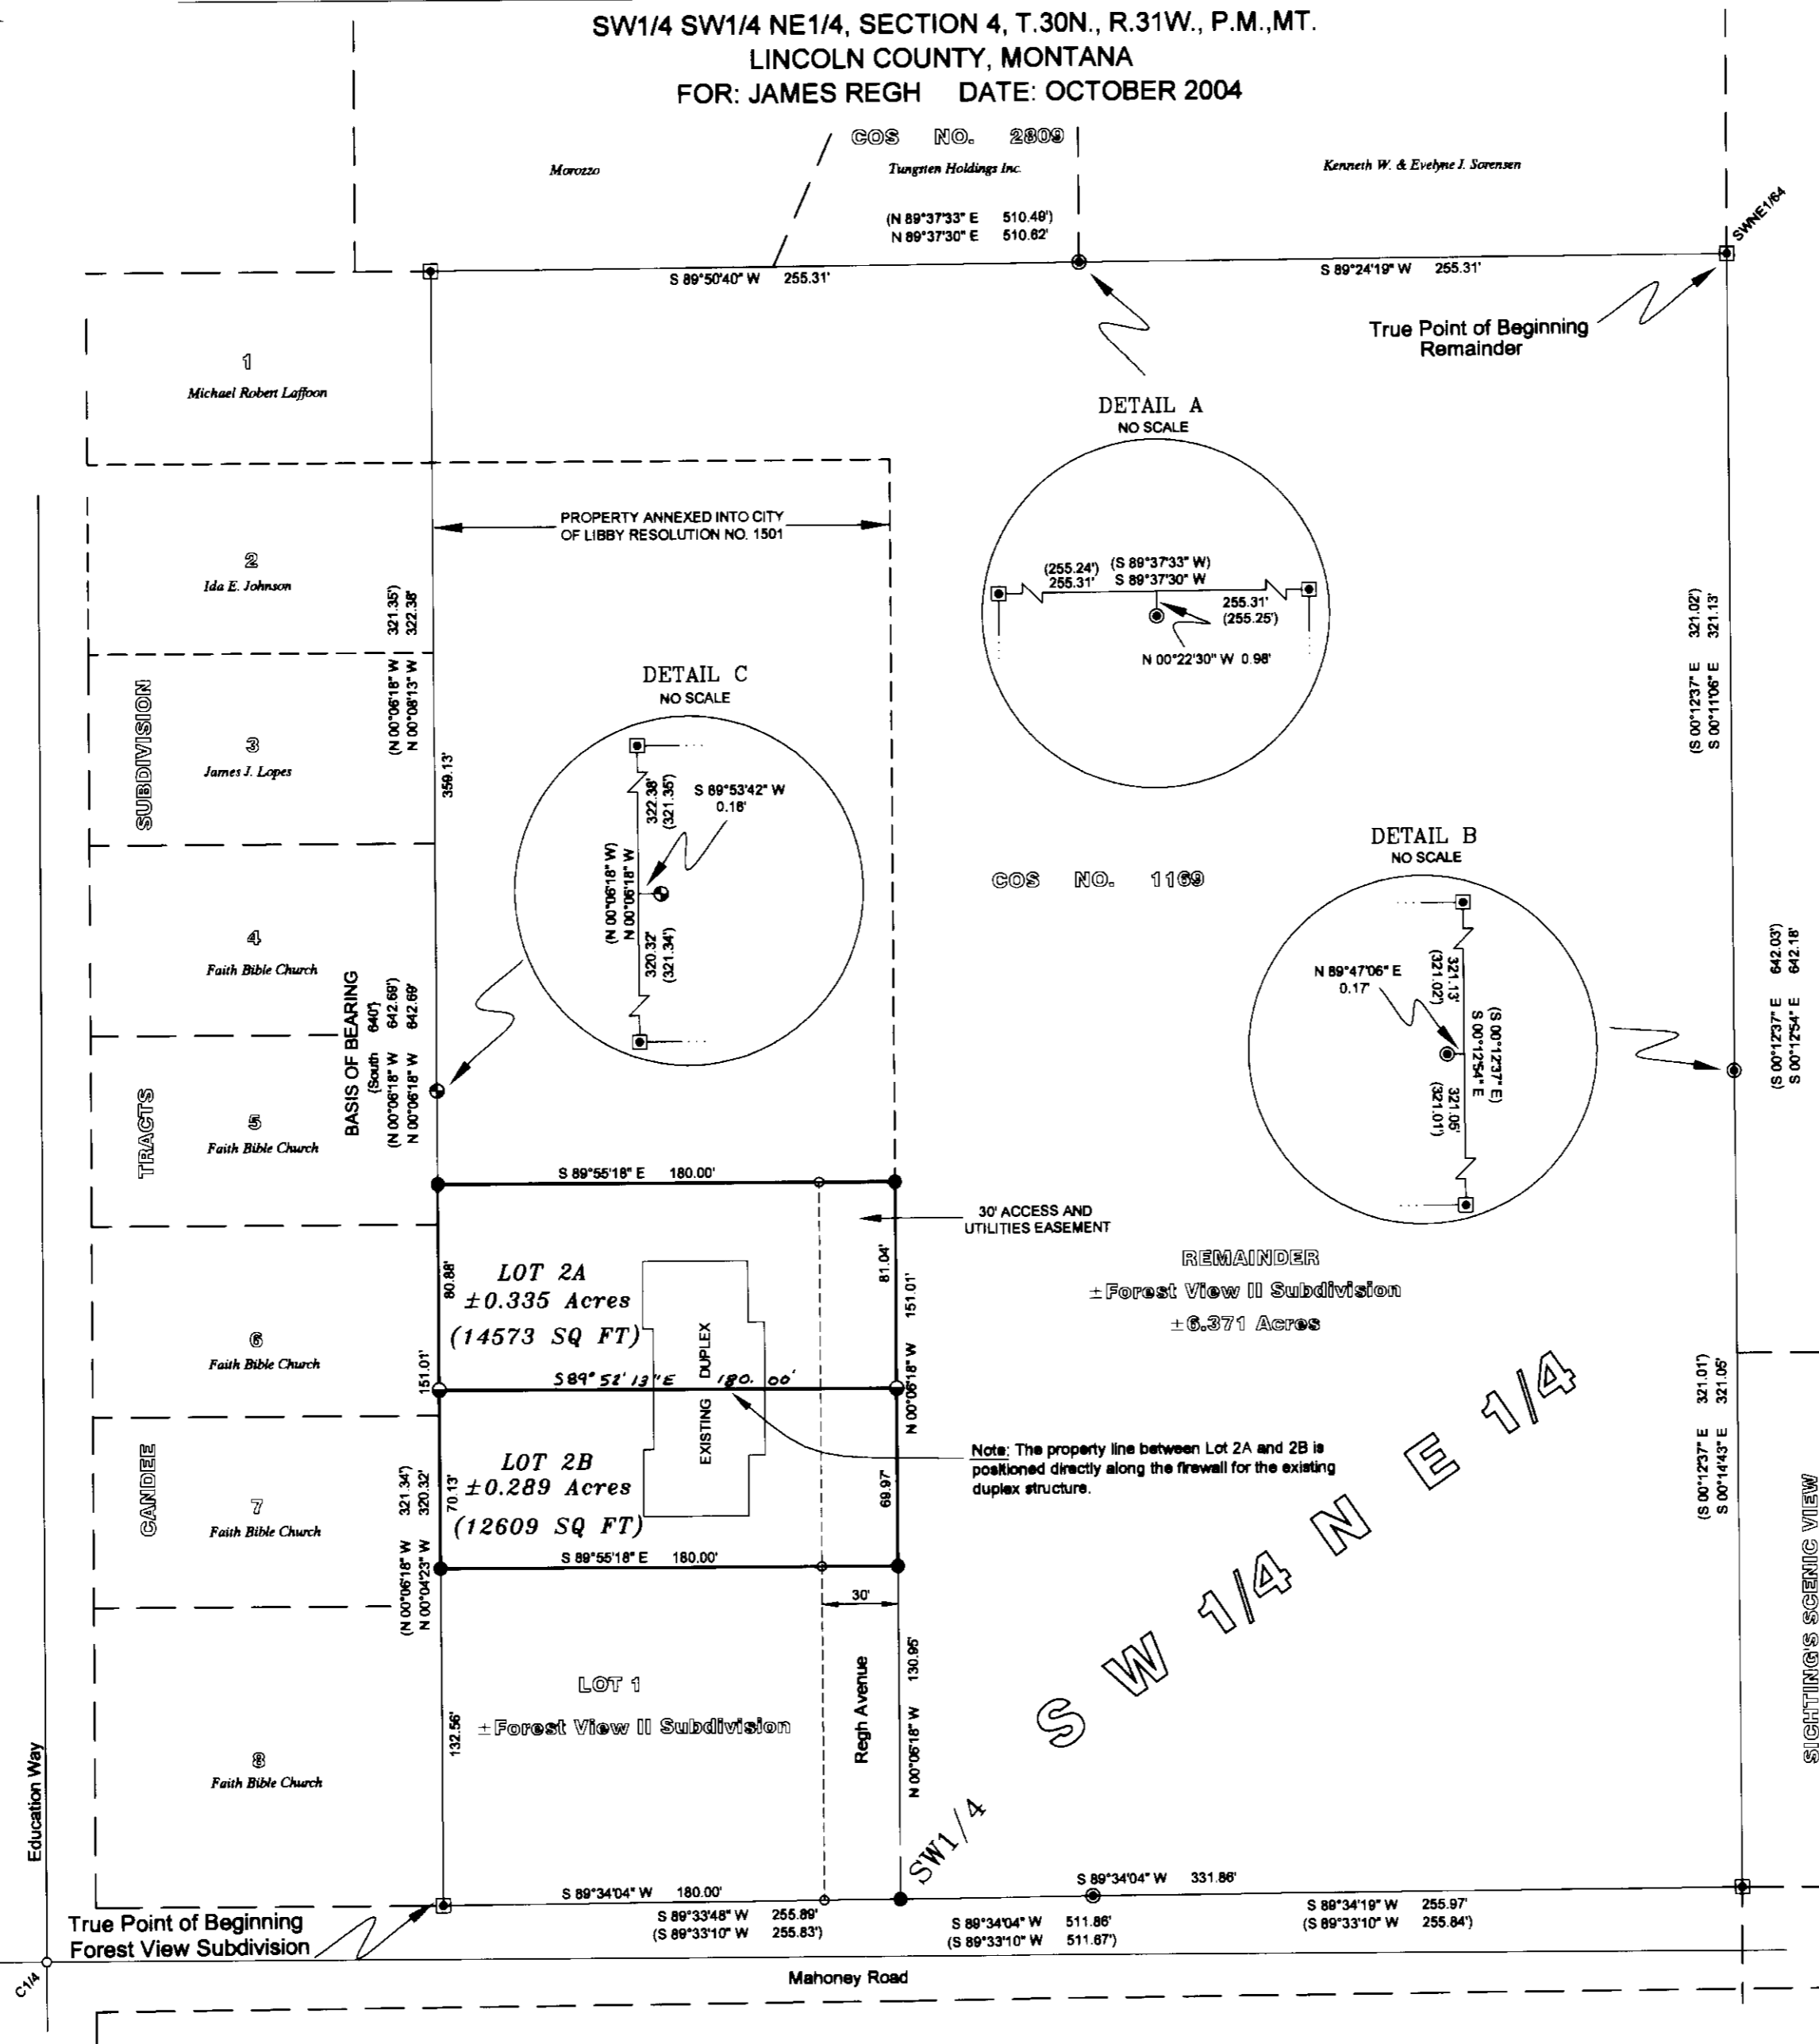 SW1/4 SW1/4 NE1/4, SECTION 4, T.30N., R.31W., P.M.,MT.
LINCOLN COUNTY, MONTANA
FOR: JAMES REGH DATE: OCTOBER 2004
COS NO. 2809
Morozzo
Tungsten Holdings Inc.
Kenneth W. & Evelyne J. Sorensen
(N 89°37'33" E 510.49')
N 89°37'30" E 510.62'
SWNE1/64
S 89°50'40" W 255.31'
S 89°24'19" W 255.31'
True Point of Beginning
Remainder
1
Michael Robert Laffoon
DETAIL A
NO SCALE
PROPERTY ANNEXED INTO CITY
OF LIBBY RESOLUTION NO. 1501
(255.24') (S 89°37'33" W)
255.31' S 89°37'30" W
255.31'
(255.25')
N 00°22'30" W 0.98'
2
Ida E. Johnson
(N 00°06'18" W 321.35')
N 00°08'13" W 322.38'
(S 00°12'37" E 321.02')
S 00°11'06" E 321.13'
SUBDIVISION
3
James J. Lopes
359.13'
DETAIL C
NO SCALE
322.38'
(321.35')
S 89°53'42" W
0.16'
(N 00°06'18" W)
N 00°06'18" W
320.32'
(321.34')
COS NO. 1169
DETAIL B
NO SCALE
N 89°47'06" E
0.17'
321.13'
(321.02')
(S 00°12'37" E)
S 00°12'54" E
321.05'
(321.01')
(S 00°12'37" E 642.03')
S 00°12'54" E 642.18'
4
Faith Bible Church
BASIS OF BEARING
{South 640'}
(N 00°06'18" W 642.69')
N 00°06'18" W 642.69'
TRACTS
5
Faith Bible Church
S 89°55'18" E 180.00'
30' ACCESS AND
UTILITIES EASEMENT
LOT 2A
±0.335 Acres
(14573 SQ FT)
80.88'
81.04'
151.01'
N 00°06'18" W
EXISTING DUPLEX
REMAINDER
±Forest View II Subdivision
±6.371 Acres
6
Faith Bible Church
151.01'
S 89° 52' 13" E 180.00'
Note: The property line between Lot 2A and 2B is
positioned directly along the firewall for the existing
duplex structure.
LOT 2B
±0.289 Acres
(12609 SQ FT)
70.13'
69.97'
CANDEE
7
Faith Bible Church
(N 00°06'18" W 321.34')
N 00°04'23" W 320.32'
S 89°55'18" E 180.00'
(S 00°12'37" E 321.01')
S 00°14'43" E 321.05'
SICHTING'S SCENIC VIEW
S W 1/4 N E 1/4
30'
LOT 1
±Forest View II Subdivision
132.56'
Regh Avenue
N 00°06'18" W 130.95'
8
Faith Bible Church
Education Way
SW1/4
S 89°34'04" W 180.00'
S 89°34'04" W 331.86'
S 89°33'48" W 255.89'
(S 89°33'10" W 255.83')
S 89°34'04" W 511.86'
(S 89°33'10" W 511.67')
S 89°34'19" W 255.97'
(S 89°33'10" W 255.84')
True Point of Beginning
Forest View Subdivision
C1/4
Mahoney Road